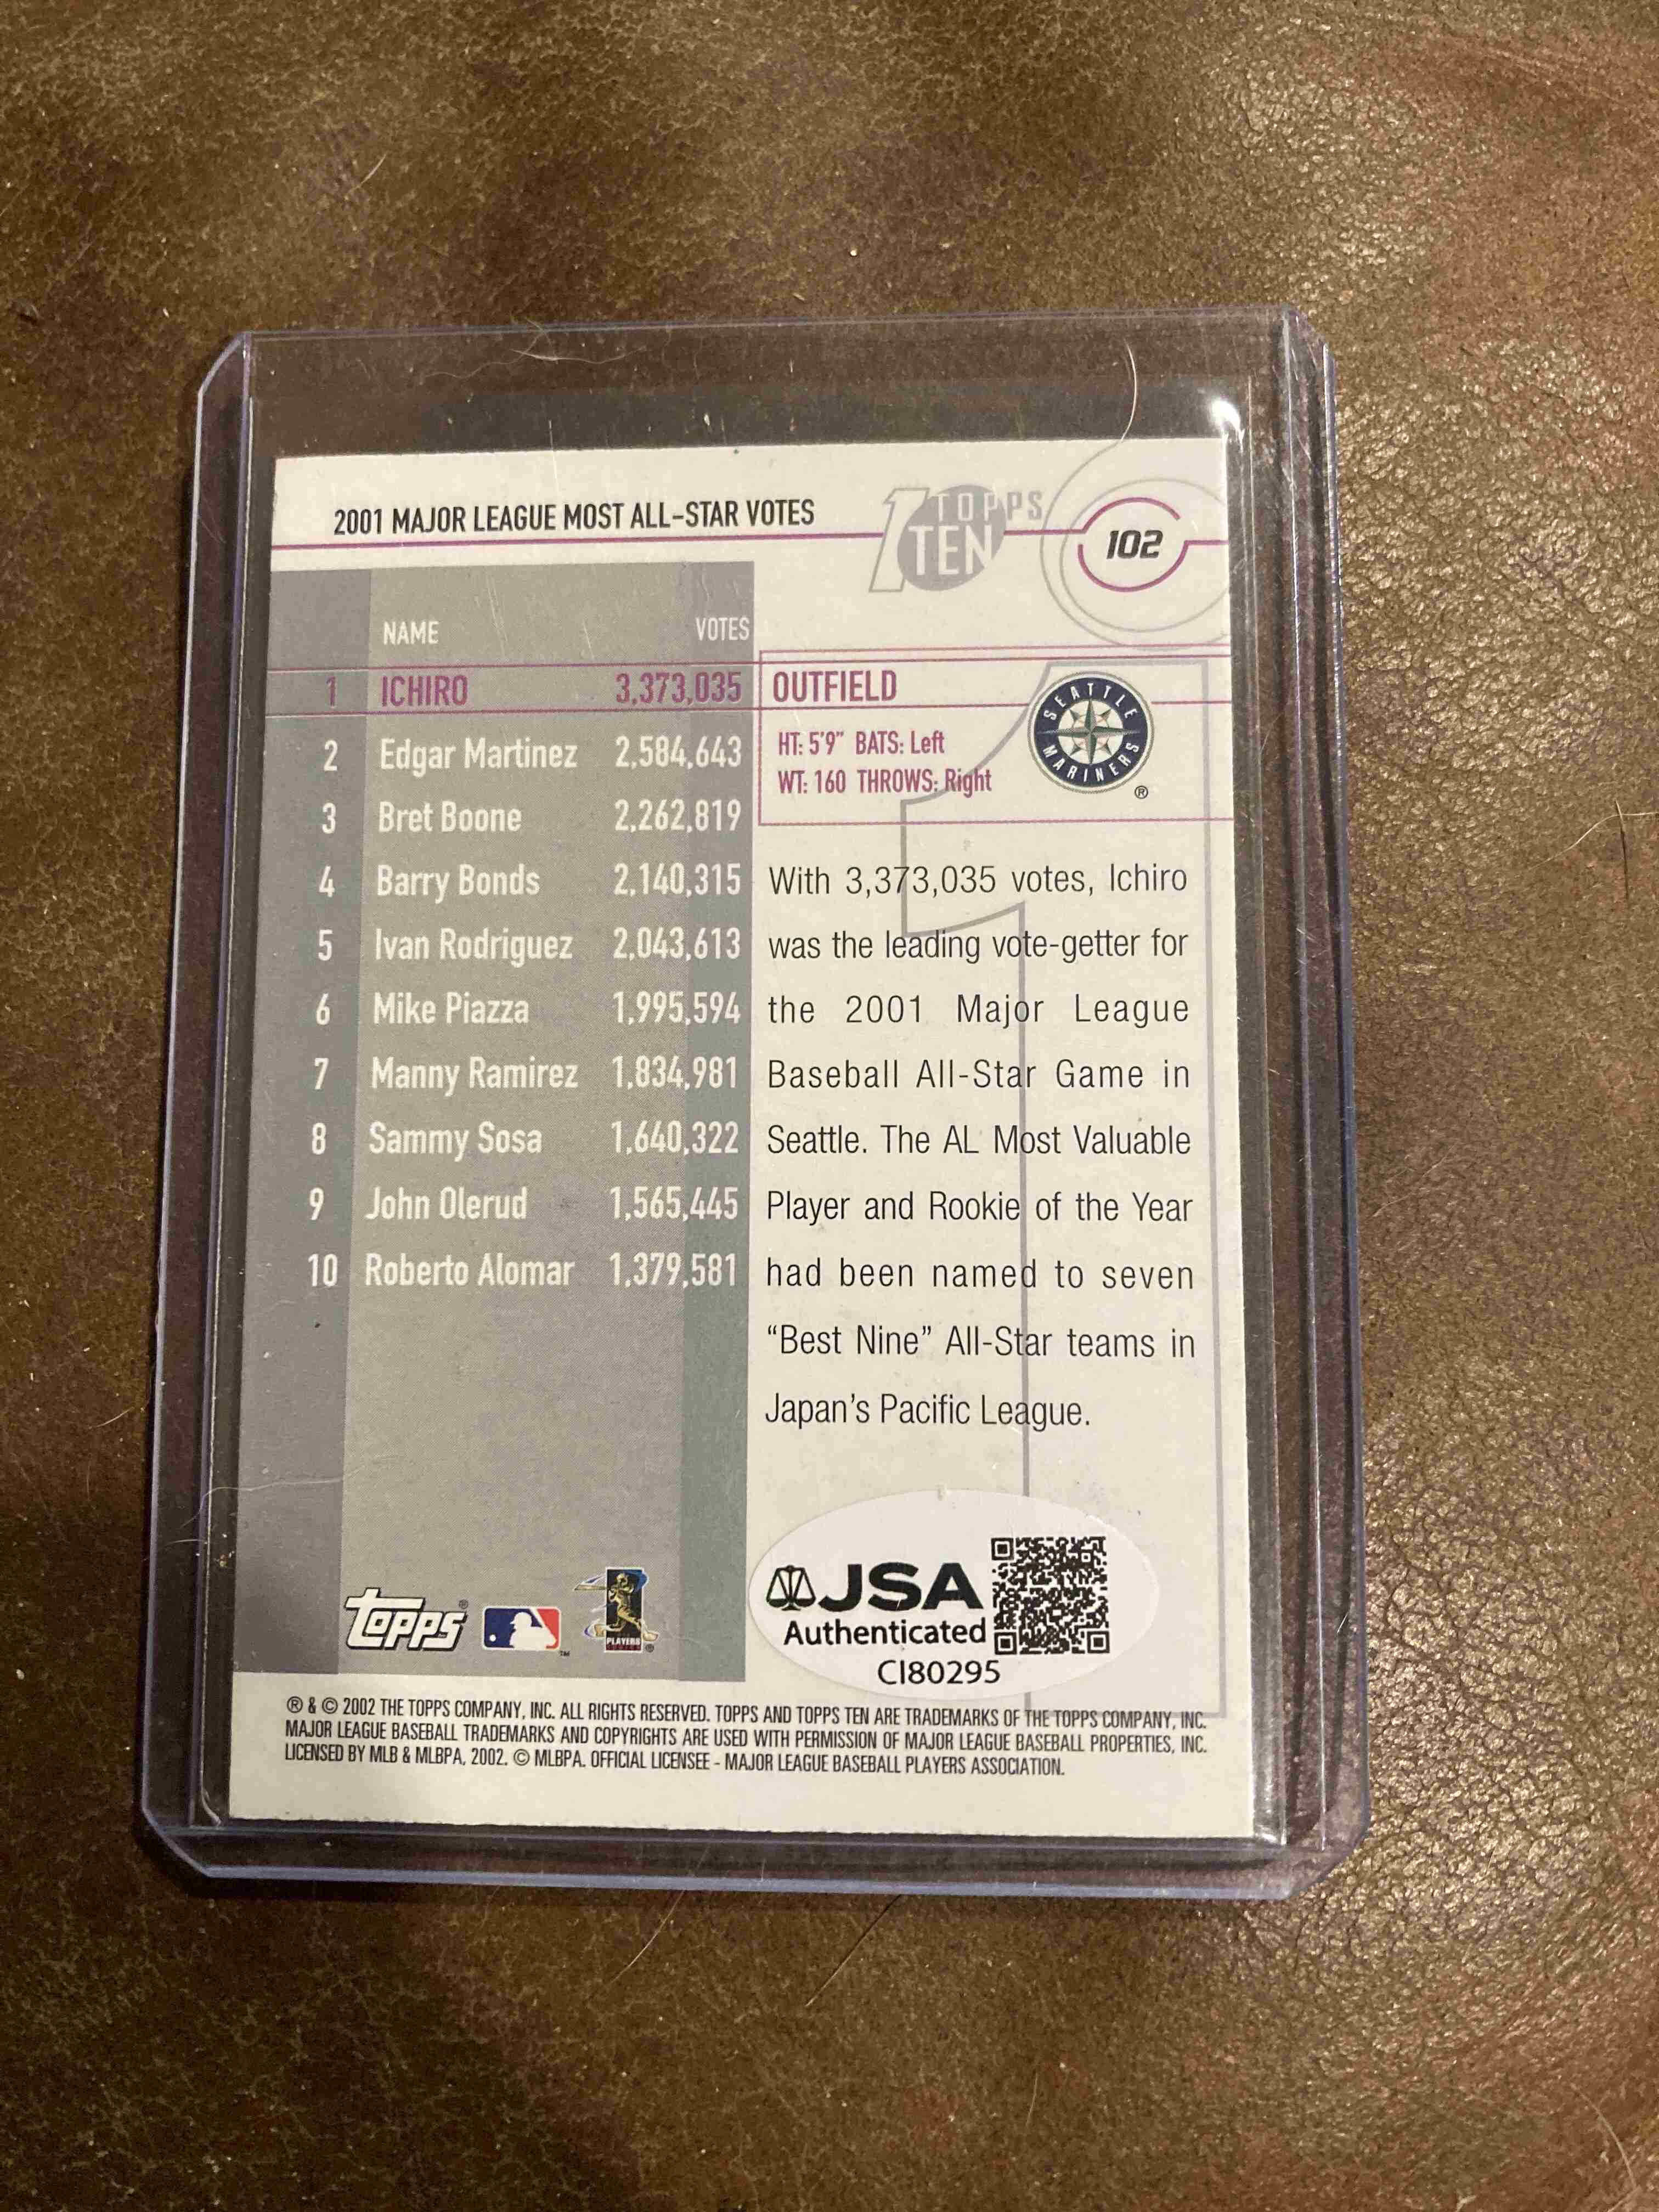 2001 MAJOR LEAGUE MOST ALL-STAR VOTES
1 TOPPS TEN
102
NAME VOTES
1 ICHIRO 3,373,035
2 Edgar Martinez 2,584,643
3 Bret Boone 2,262,819
4 Barry Bonds 2,140,315
5 Ivan Rodriguez 2,043,613
6 Mike Piazza 1,995,594
7 Manny Ramirez 1,834,981
8 Sammy Sosa 1,640,322
9 John Olerud 1,565,445
10 Roberto Alomar 1,379,581
OUTFIELD
HT: 5'9" BATS: Left
WT: 160 THROWS: Right
SEATTLE MARINERS ®
With 3,373,035 votes, Ichiro
was the leading vote-getter for
the 2001 Major League
Baseball All-Star Game in
Seattle. The AL Most Valuable
Player and Rookie of the Year
had been named to seven
“Best Nine” All-Star teams in
Japan's Pacific League.
JSA
Authenticated
CI80295
Topps®
™
PLAYERS
®
® & © 2002 THE TOPPS COMPANY, INC. ALL RIGHTS RESERVED. TOPPS AND TOPPS TEN ARE TRADEMARKS OF THE TOPPS COMPANY, INC.
MAJOR LEAGUE BASEBALL TRADEMARKS AND COPYRIGHTS ARE USED WITH PERMISSION OF MAJOR LEAGUE BASEBALL PROPERTIES, INC.
LICENSED BY MLB & MLBPA, 2002. © MLBPA. OFFICIAL LICENSEE - MAJOR LEAGUE BASEBALL PLAYERS ASSOCIATION.